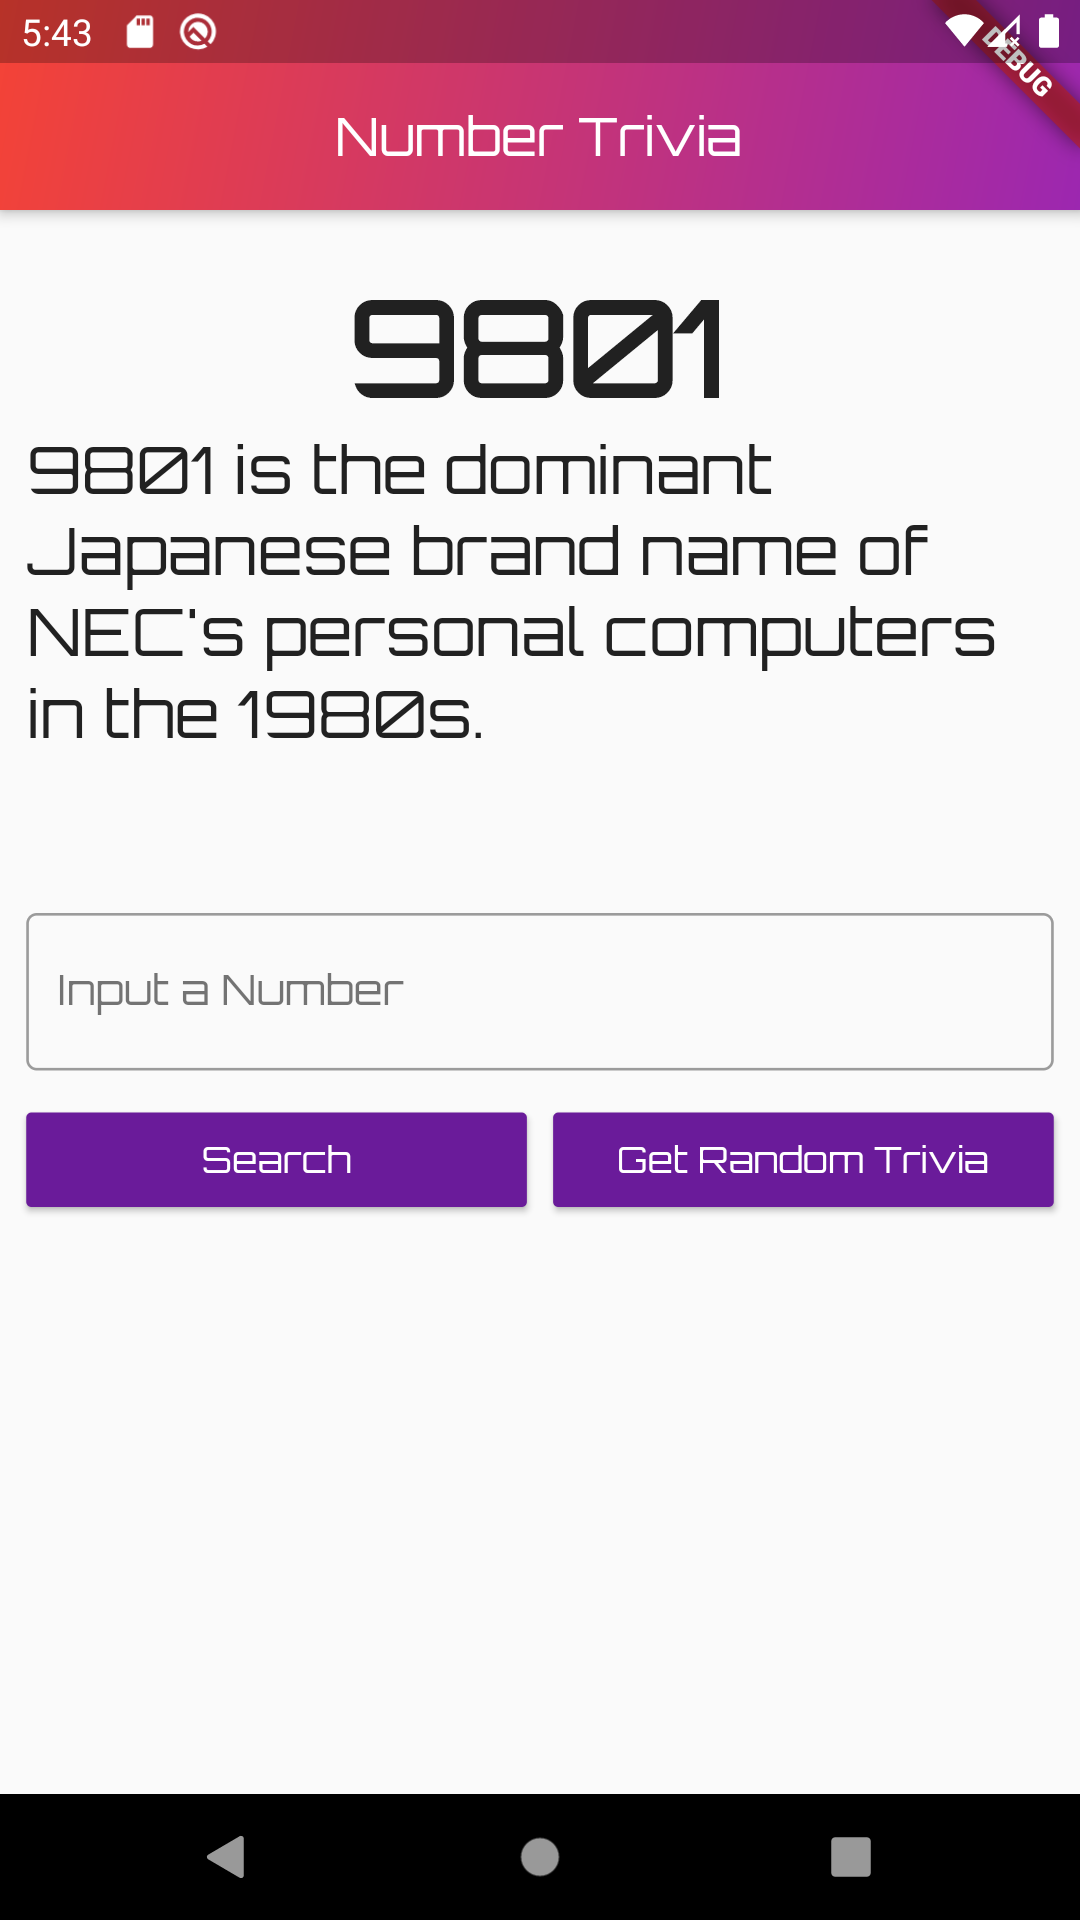 5:43
DEBUG
Number Trivia
9801
9801 is the dominant
Japanese brand name of
NEC's personal computers
in the 1980s.
Input a Number
Search
Get Random Trivia